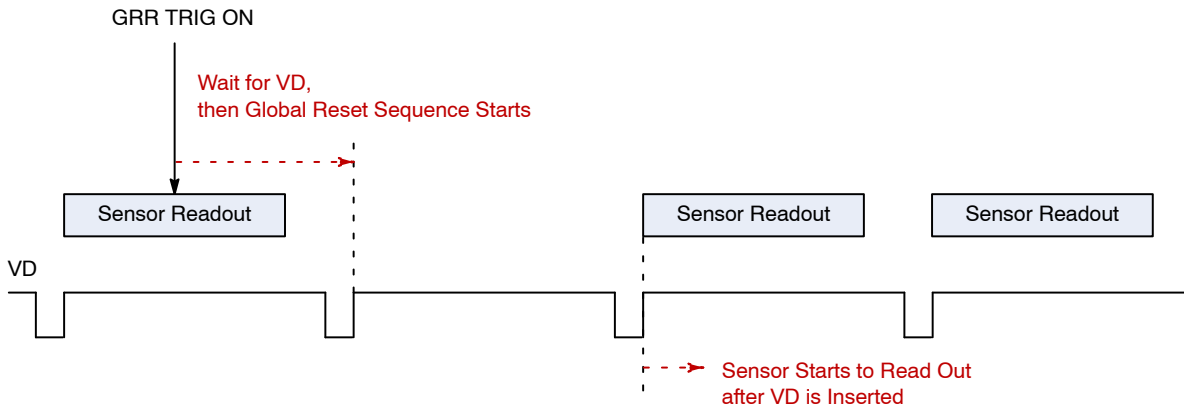 GRR TRIG ON
Wait for VD,
then Global Reset Sequence Starts
Sensor Readout
Sensor Readout
Sensor Readout
VD
Sensor Starts to Read Out
after VD is Inserted